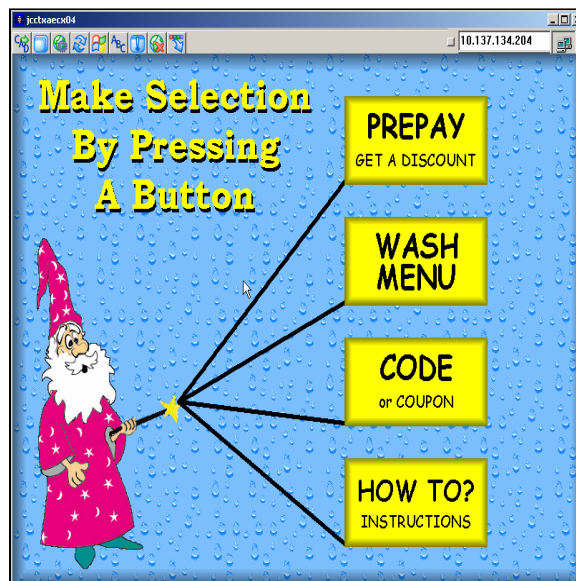 jcctxaecx04
10.137.134.204
Make Selection
By Pressing
A Button
PREPAY
GET A DISCOUNT
WASH
MENU
CODE
or COUPON
HOW TO?
INSTRUCTIONS